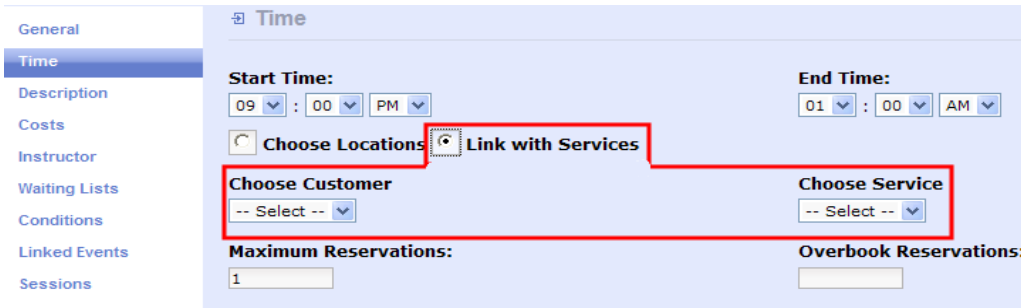 General
Time
Description
Costs
Instructor
Waiting Lists
Conditions
Linked Events
Sessions
Time
Start Time: End Time:
09 : 00 PM 01 : 00 AM
Choose Locations Link with Services
Choose Customer Choose Service
-- Select -- -- Select --
Maximum Reservations: Overbook Reservations:
1